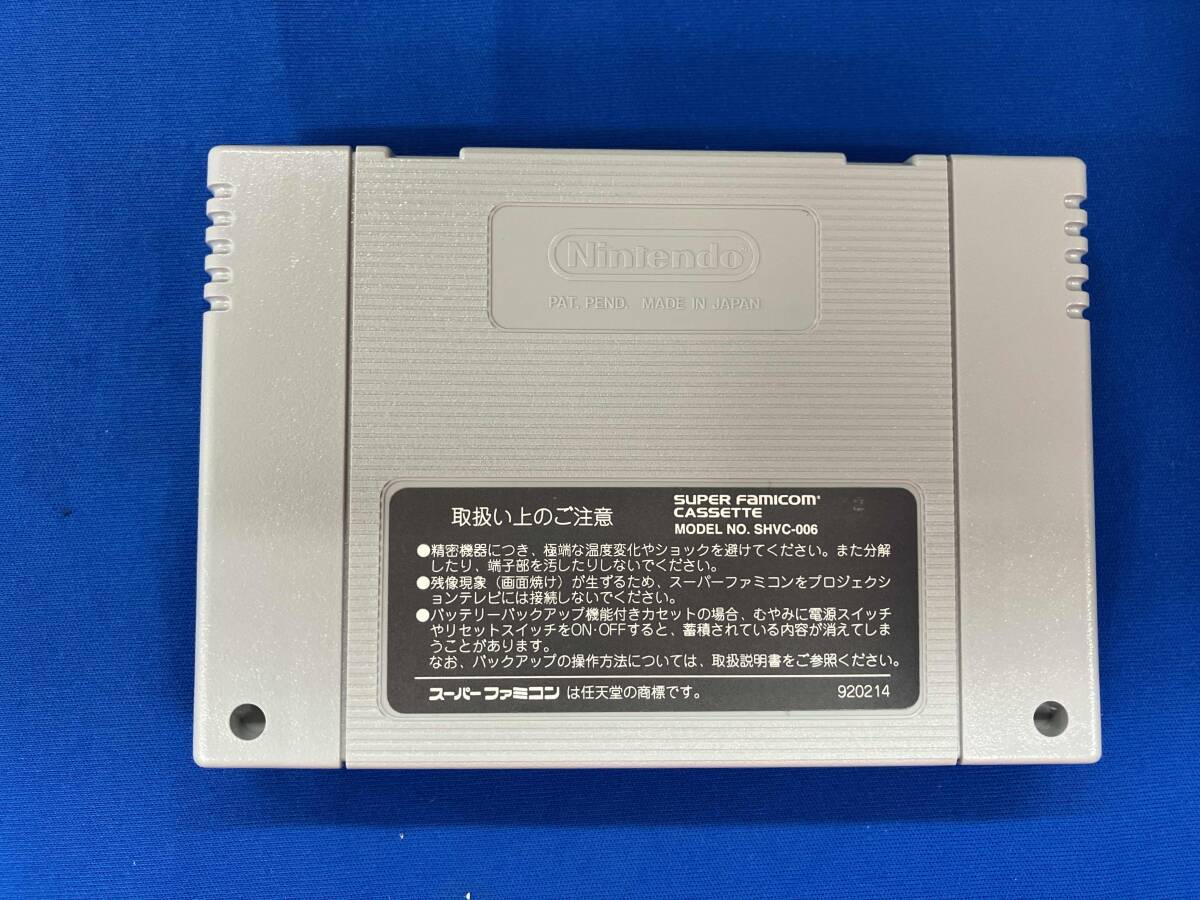 Nintendo
PAT. PEND. MADE IN JAPAN
取扱い上のご注意
SUPER FAMICOM
CASSETTE
MODEL NO. SHVC-006
●精密機器につき、極端な温度変化やショックを避けてください。また分解
したり、端子部を汚したりしないでください。
●残像現象(画面焼け)が生ずるため、スーパーファミコンをプロジェクシ
ョンテレビには接続しないでください。
●バッテリーバックアップ機能付きカセットの場合、むやみに電源スイッチ
やリセットスイッチをON・OFFすると、蓄積されている内容が消えてしま
うことがあります。
なお、バックアップの操作方法については、取扱説明書をご参照ください。
スーパーファミコン は任天堂の商標です。 920214